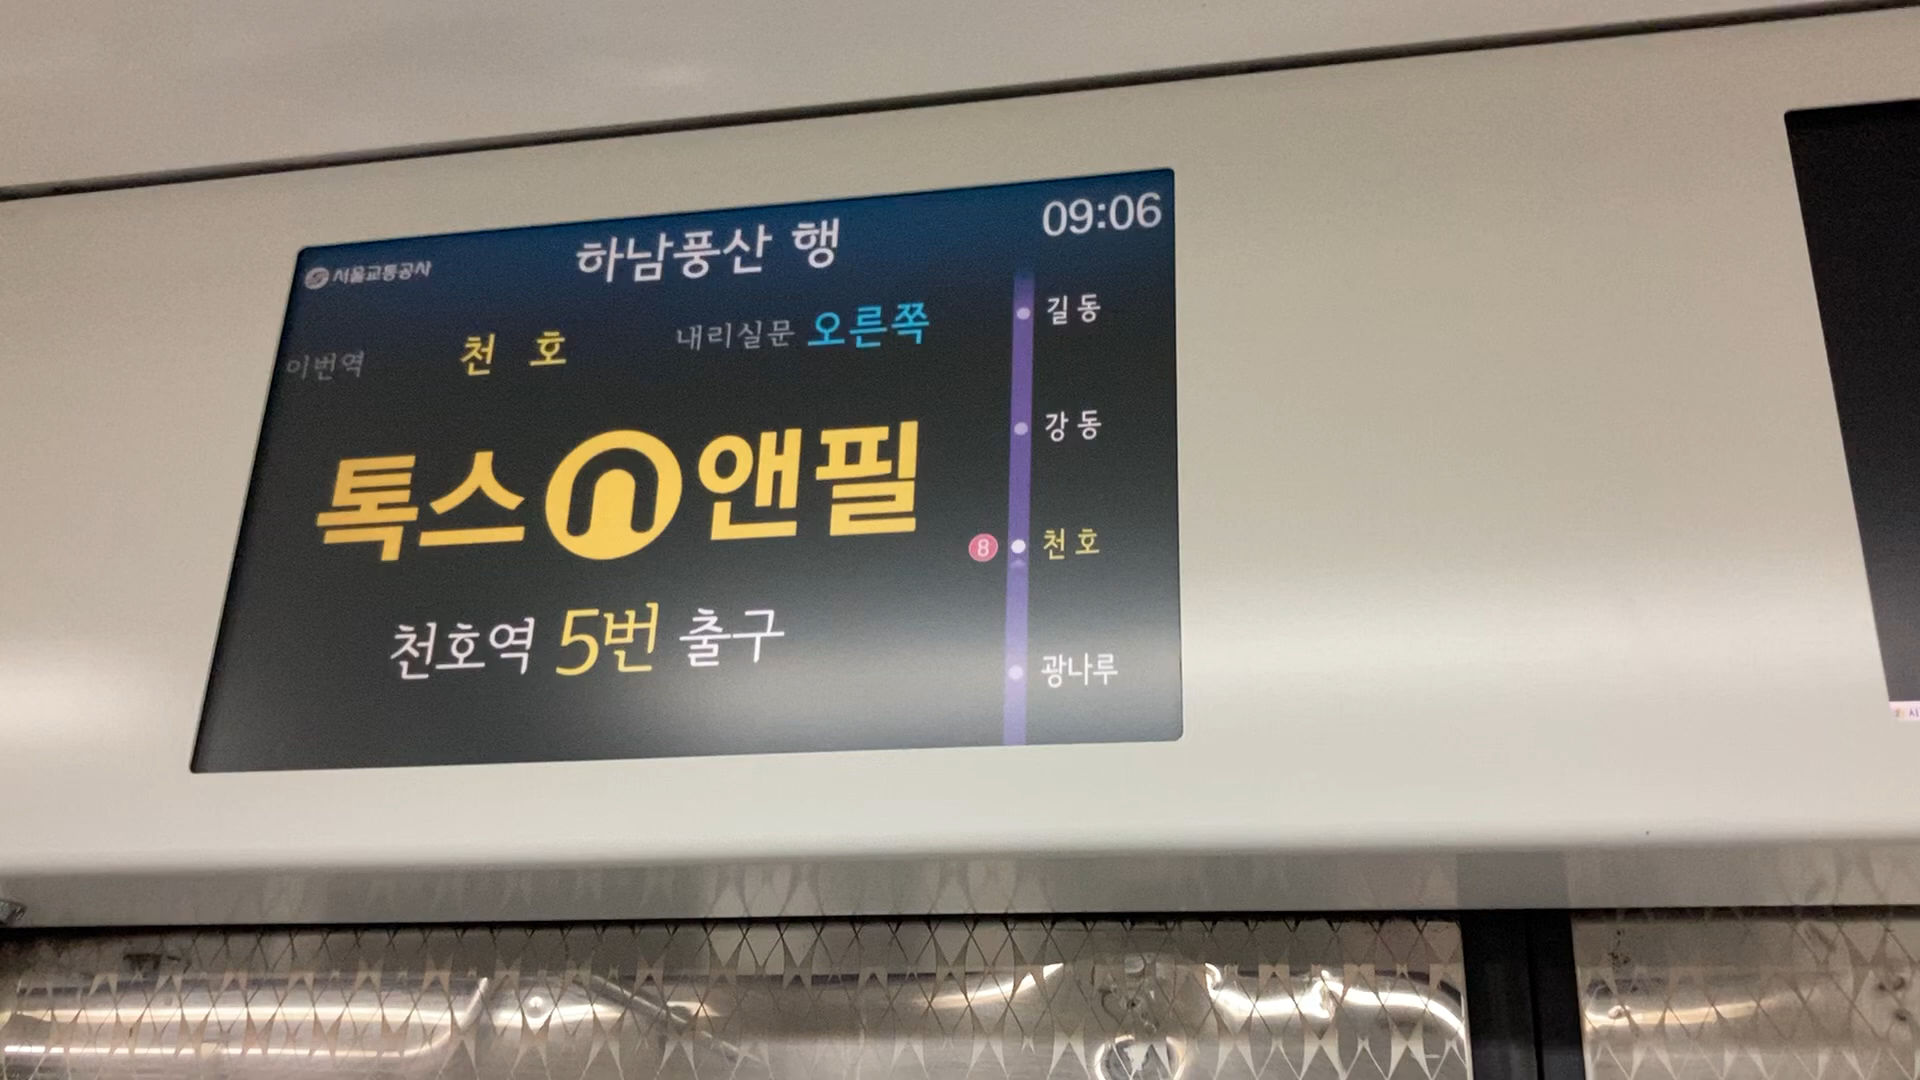 서울교통공사
하남풍산 행
09:06
이번역 천 호 내리실문 오른쪽
톡스 앤필
천호역 5번 출구
길동
강동
8 천호
광나루